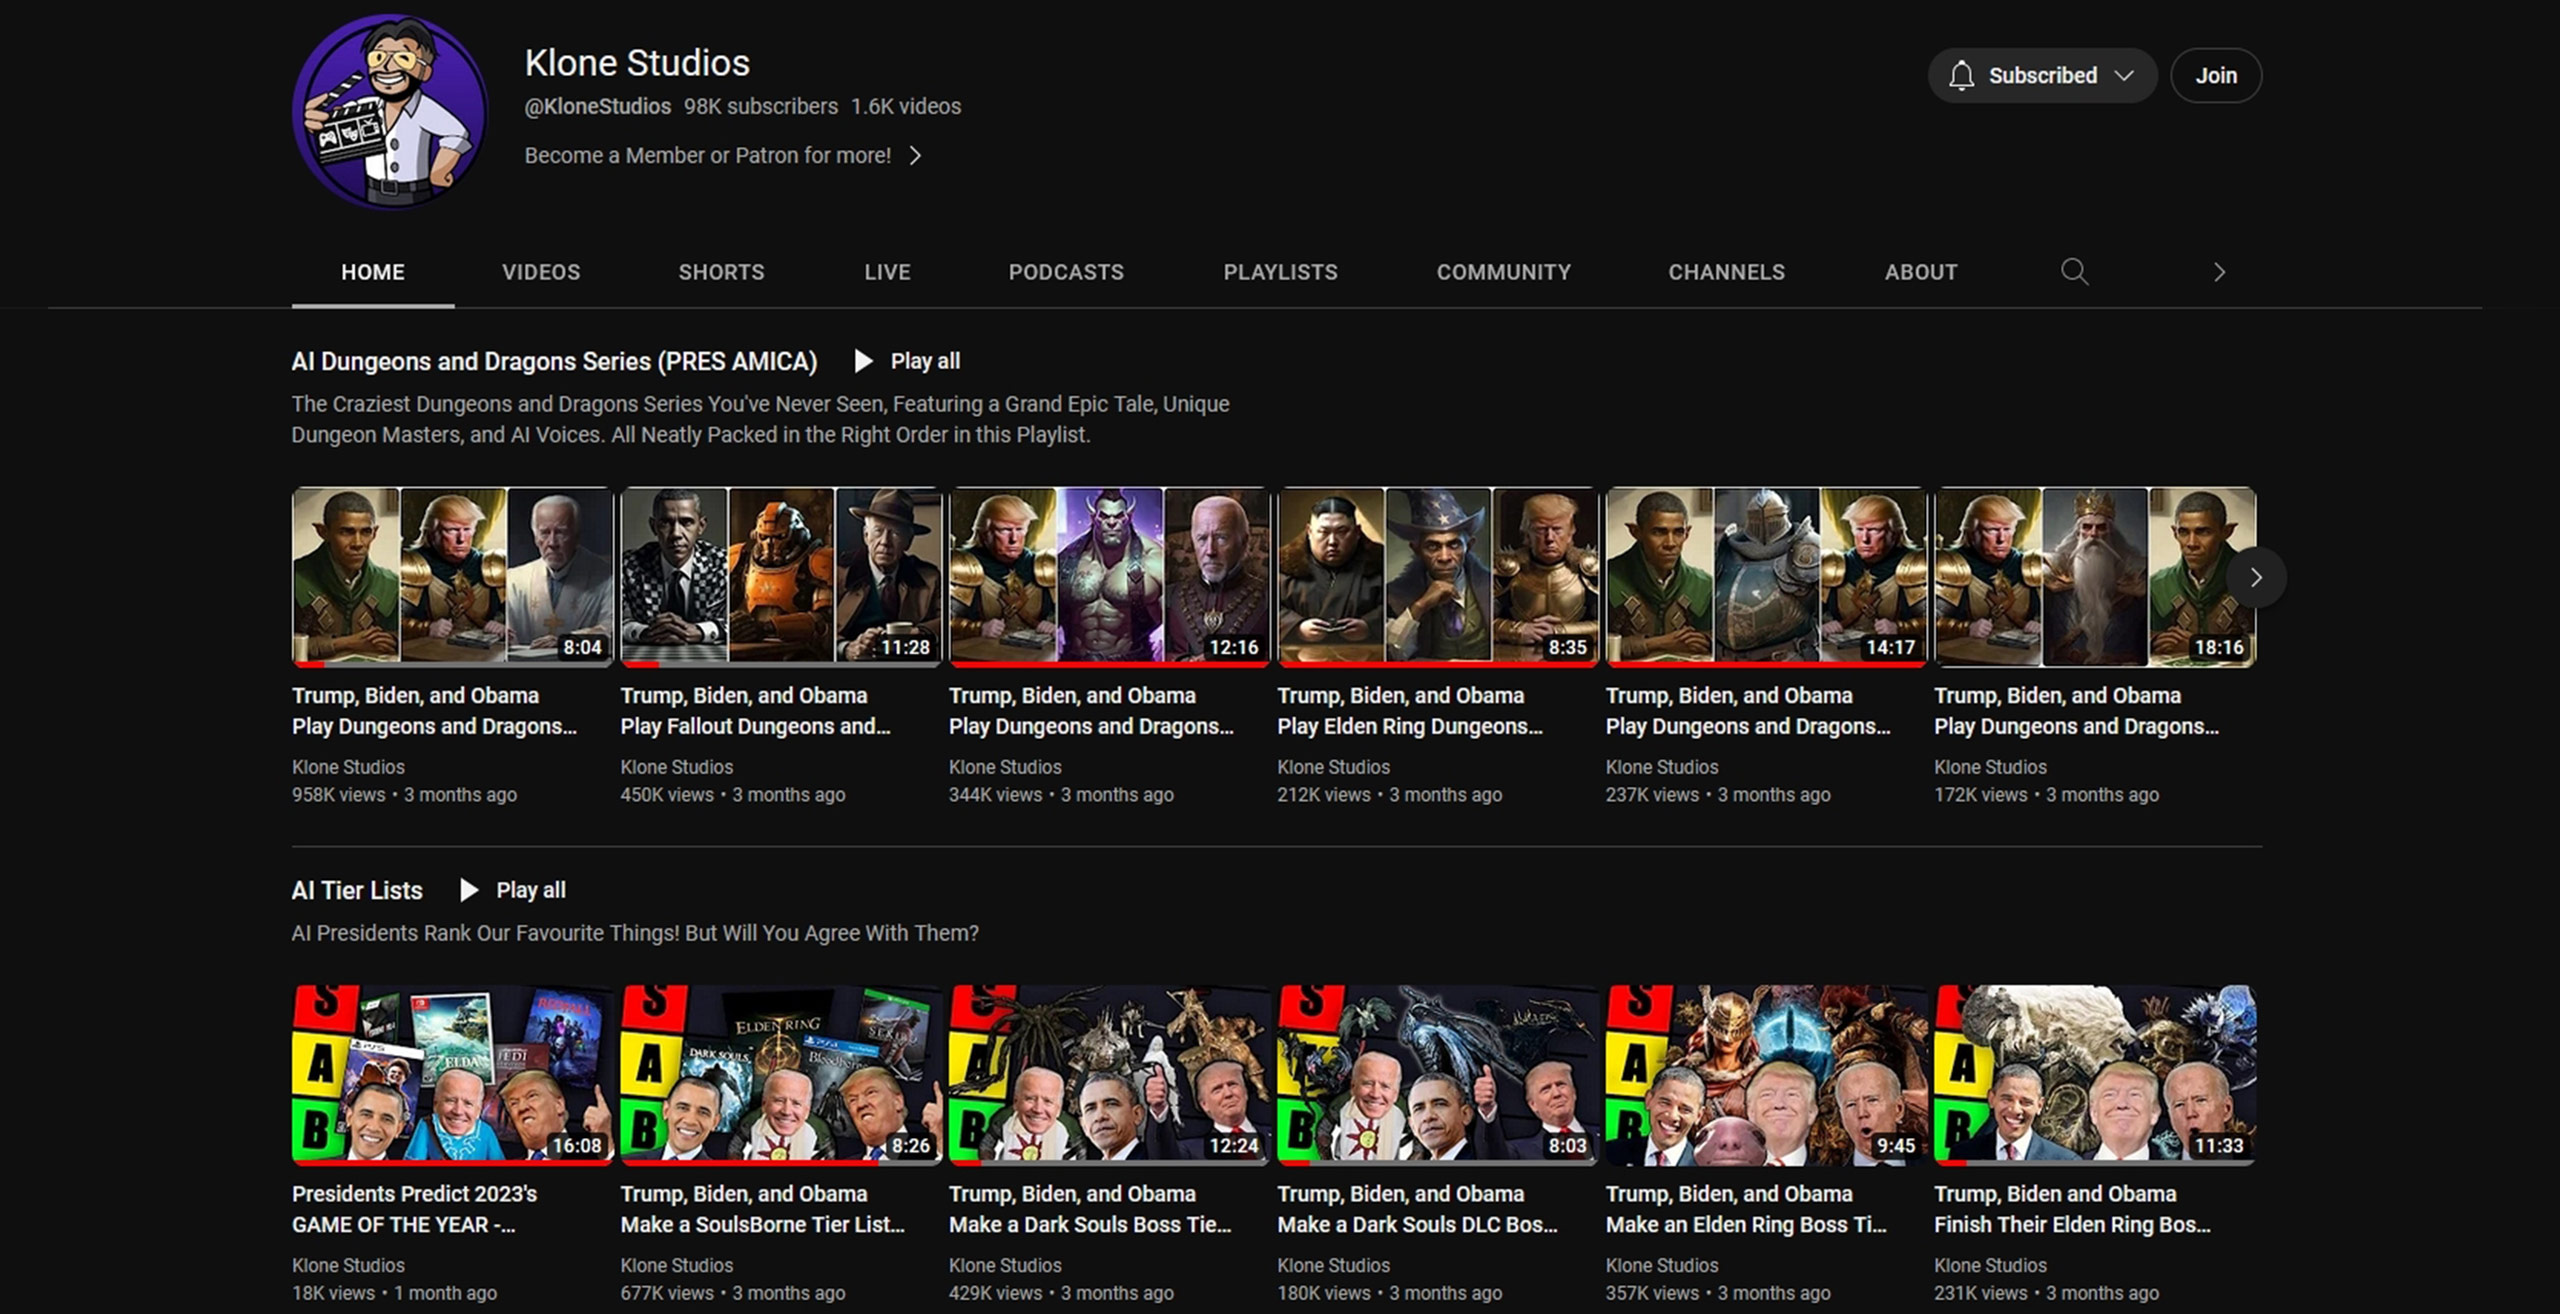 Klone Studios
@KloneStudios 98K subscribers 1.6K videos
Become a Member or Patron for more!
Subscribed
Join
HOME VIDEOS SHORTS LIVE PODCASTS PLAYLISTS COMMUNITY CHANNELS ABOUT
AI Dungeons and Dragons Series (PRES AMICA) Play all
The Craziest Dungeons and Dragons Series You've Never Seen, Featuring a Grand Epic Tale, Unique
Dungeon Masters, and AI Voices. All Neatly Packed in the Right Order in this Playlist.
8:04
Trump, Biden, and Obama
Play Dungeons and Dragons...
Klone Studios
958K views • 3 months ago
11:28
Trump, Biden, and Obama
Play Fallout Dungeons and...
Klone Studios
450K views • 3 months ago
12:16
Trump, Biden, and Obama
Play Dungeons and Dragons...
Klone Studios
344K views • 3 months ago
8:35
Trump, Biden, and Obama
Play Elden Ring Dungeons...
Klone Studios
212K views • 3 months ago
14:17
Trump, Biden, and Obama
Play Dungeons and Dragons...
Klone Studios
237K views • 3 months ago
18:16
Trump, Biden, and Obama
Play Dungeons and Dragons...
Klone Studios
172K views • 3 months ago
AI Tier Lists Play all
AI Presidents Rank Our Favourite Things! But Will You Agree With Them?
S
A
B
PS5
ELDA
JEDI
REDFALL
16:08
Presidents Predict 2023's
GAME OF THE YEAR -...
Klone Studios
18K views • 1 month ago
S
A
B
ELDEN RING
SEKIRO
DARK SOULS
PS4
Bloodborne
8:26
Trump, Biden, and Obama
Make a SoulsBorne Tier List...
Klone Studios
677K views • 3 months ago
S
A
B
12:24
Trump, Biden, and Obama
Make a Dark Souls Boss Tie...
Klone Studios
429K views • 3 months ago
S
A
B
8:03
Trump, Biden, and Obama
Make a Dark Souls DLC Bos...
Klone Studios
180K views • 3 months ago
S
A
B
9:45
Trump, Biden, and Obama
Make an Elden Ring Boss Ti...
Klone Studios
357K views • 3 months ago
S
A
B
11:33
Trump, Biden and Obama
Finish Their Elden Ring Bos...
Klone Studios
231K views • 3 months ago